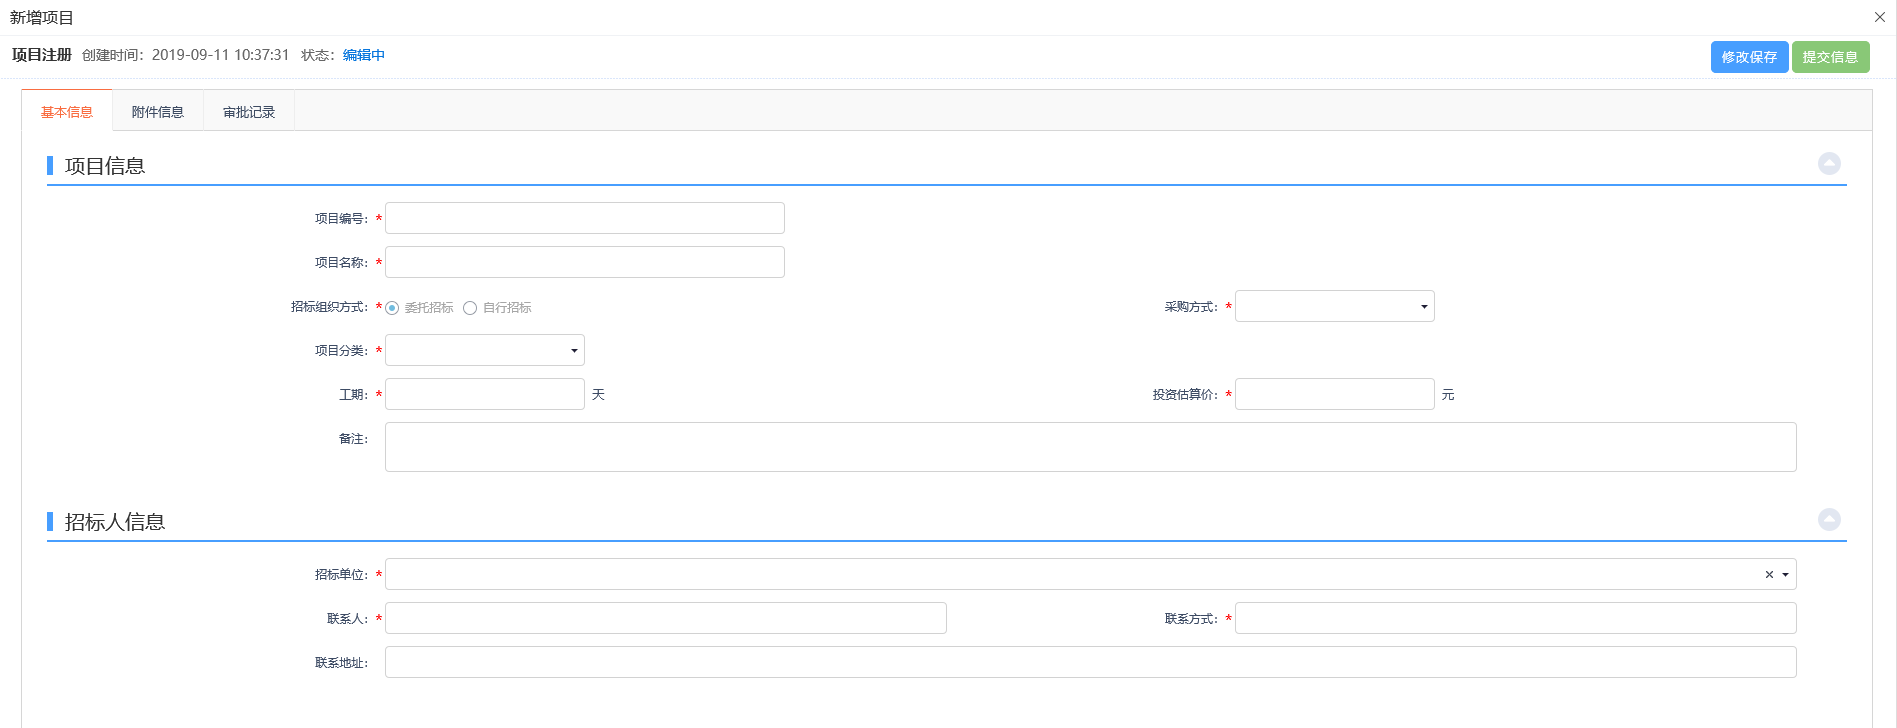 新增项目
项目注册 创建时间：2019-09-11 10:37:31 状态：编辑中 修改保存 提交信息
基本信息 附件信息 审批记录
项目信息
项目编号：*
项目名称：*
招标组织方式：* 委托招标 自行招标 采购方式：*
项目分类：*
工期：* 天 投资估算价：* 元
备注：
招标人信息
招标单位：*
联系人：* 联系方式：*
联系地址：